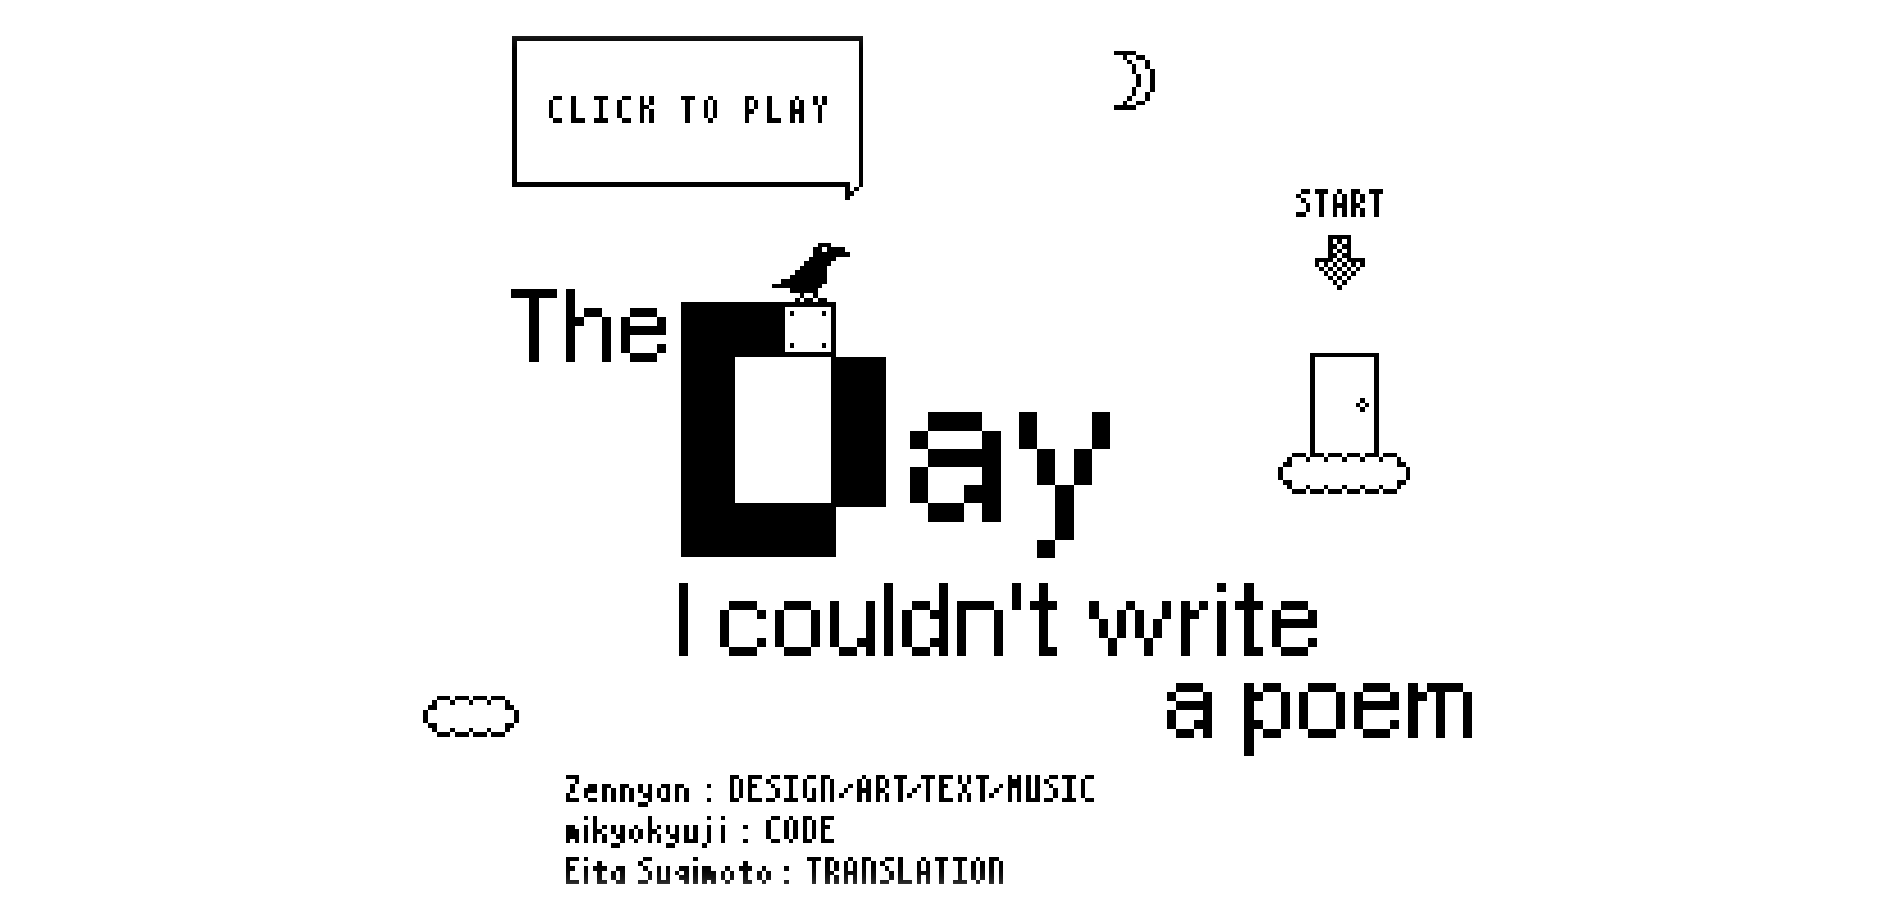 CLICK TO PLAY
START
The Day
I couldn't write
a poem
Zennyan : DESIGN/ART/TEXT/MUSIC
mikyokyuji : CODE
Eita Sugimoto : TRANSLATION